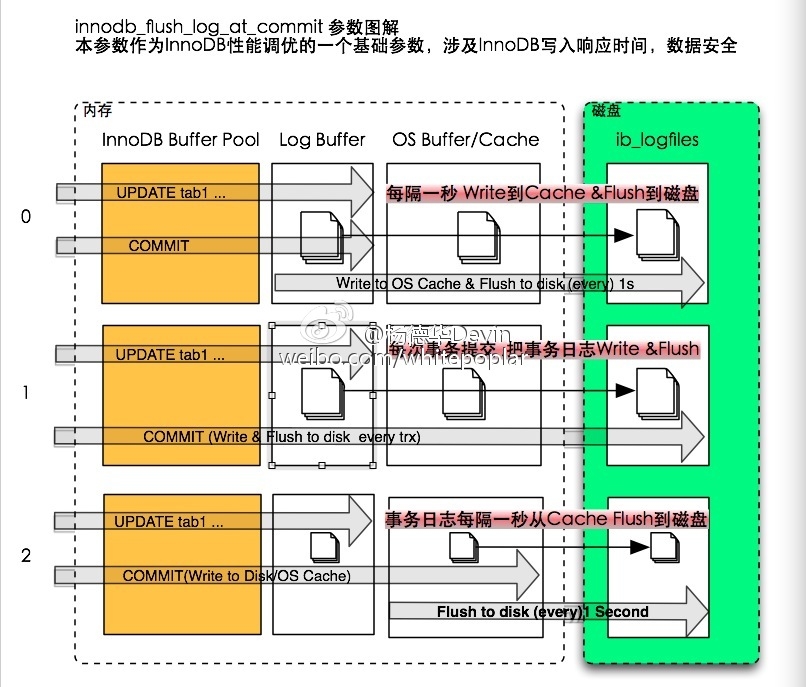 innodb_flush_log_at_commit 参数图解
本参数作为InnoDB性能调优的一个基础参数，涉及InnoDB写入响应时间，数据安全
内存
磁盘
InnoDB Buffer Pool
Log Buffer
OS Buffer/Cache
ib_logfiles
0
UPDATE tab1 ...
每隔一秒 Write到Cache &Flush到磁盘
COMMIT
Write to OS Cache & Flush to disk (every) 1s
@杨德华Devin
weibo.com/whitepoplar
1
UPDATE tab1 ...
每次事务提交 把事务日志Write &Flush
COMMIT (Write & Flush to disk every trx)
2
UPDATE tab1 ...
事务日志每隔一秒从Cache Flush到磁盘
COMMIT(Write to Disk/OS Cache)
Flush to disk (every)1 Second